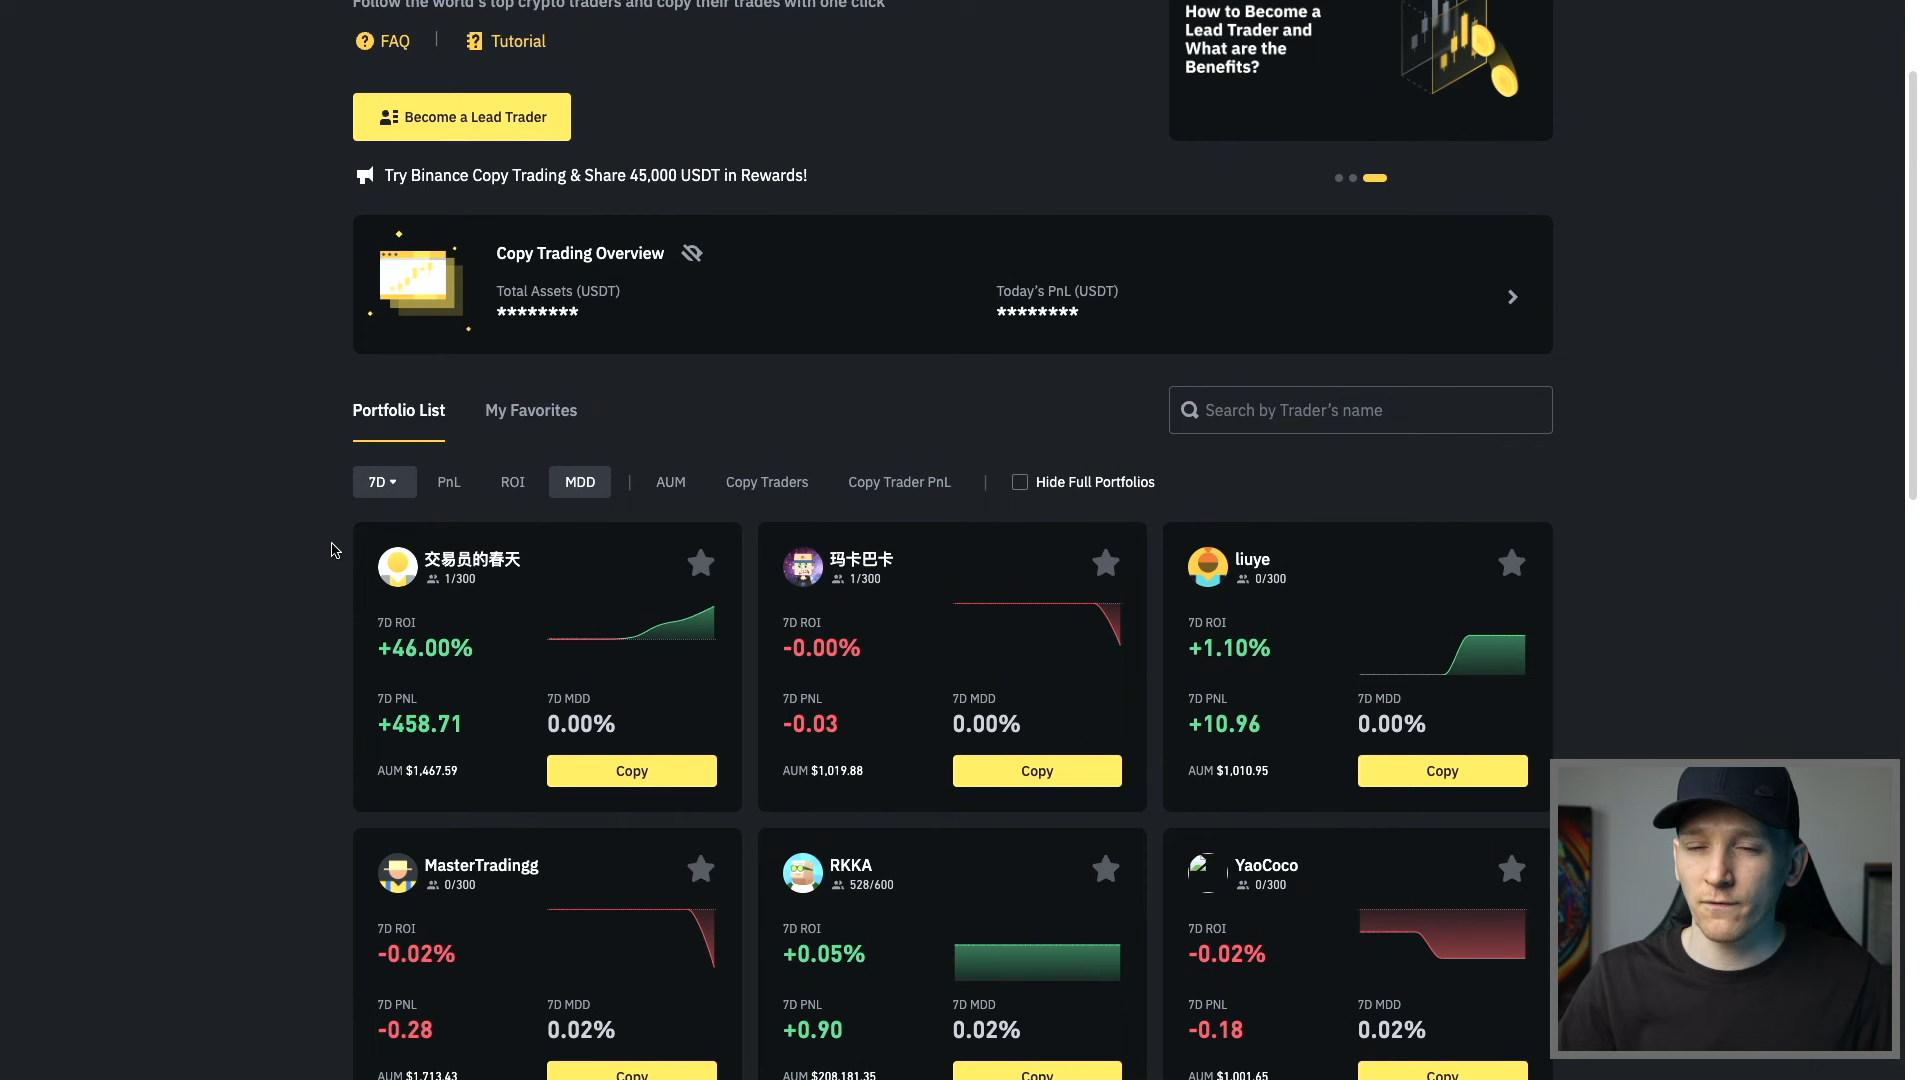 Follow the world's top crypto traders and copy their trades with one click
FAQ
Tutorial
How to Become a
Lead Trader and
What are the
Benefits?
Become a Lead Trader
Try Binance Copy Trading & Share 45,000 USDT in Rewards!
Copy Trading Overview
Total Assets (USDT)
********
Today's PnL (USDT)
********
Portfolio List
My Favorites
Search by Trader's name
7D
PnL
ROI
MDD
AUM
Copy Traders
Copy Trader PnL
Hide Full Portfolios
交易员的春天
1/300
7D ROI
+46.00%
7D PNL
+458.71
7D MDD
0.00%
AUM $1,467.59
Copy
玛卡巴卡
1/300
7D ROI
-0.00%
7D PNL
-0.03
7D MDD
0.00%
AUM $1,019.88
Copy
liuye
0/300
7D ROI
+1.10%
7D PNL
+10.96
7D MDD
0.00%
AUM $1,010.95
Copy
MasterTradingg
0/300
7D ROI
-0.02%
7D PNL
-0.28
7D MDD
0.02%
AUM $1,713.43
Copy
RKKA
528/600
7D ROI
+0.05%
7D PNL
+0.90
7D MDD
0.02%
AUM $208,181.35
Copy
YaoCoco
0/300
7D ROI
-0.02%
7D PNL
-0.18
7D MDD
0.02%
AUM $1,001.65
Copy